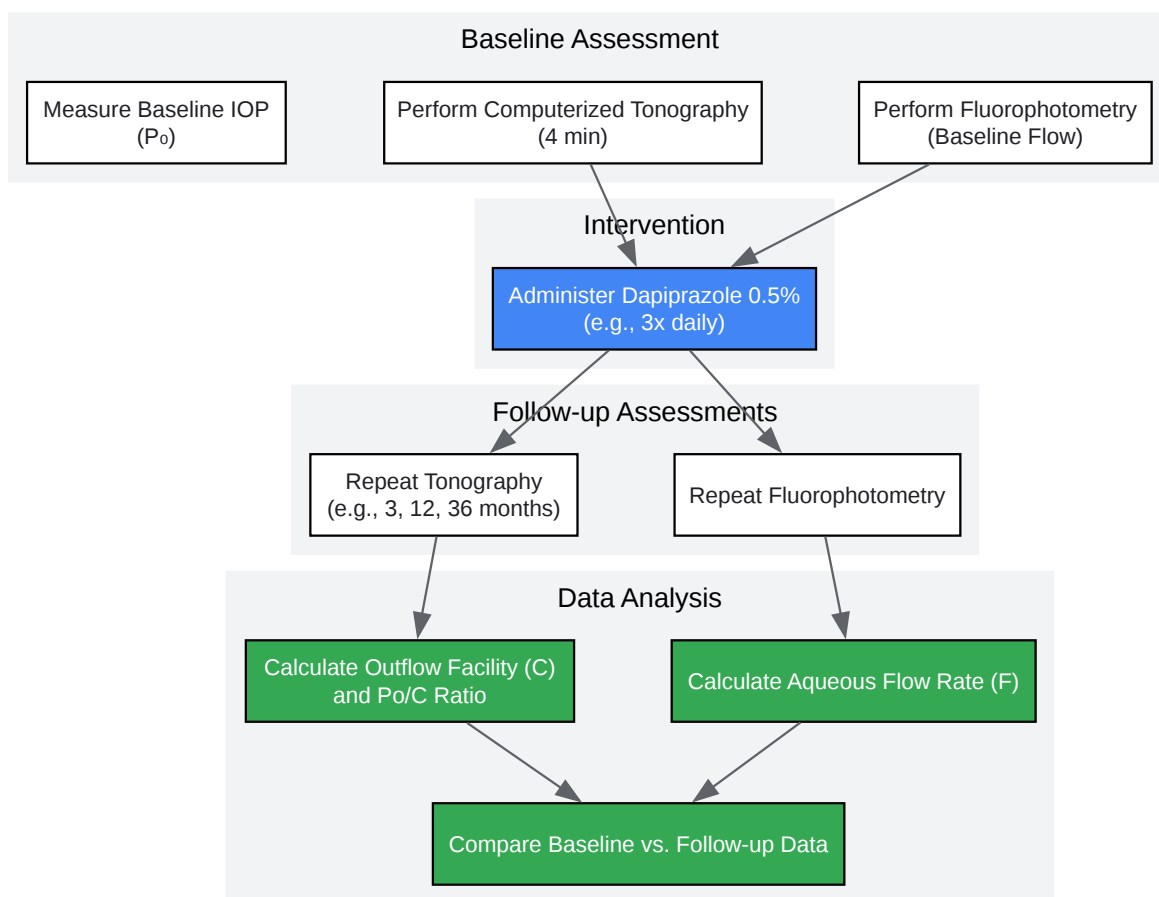 Baseline Assessment
Measure Baseline IOP
(P₀)
Perform Computerized Tonography
(4 min)
Perform Fluorophotometry
(Baseline Flow)
Intervention
Administer Dapiprazole 0.5%
(e.g., 3x daily)
Follow-up Assessments
Repeat Tonography
(e.g., 3, 12, 36 months)
Repeat Fluorophotometry
Data Analysis
Calculate Outflow Facility (C)
and Po/C Ratio
Calculate Aqueous Flow Rate (F)
Compare Baseline vs. Follow-up Data